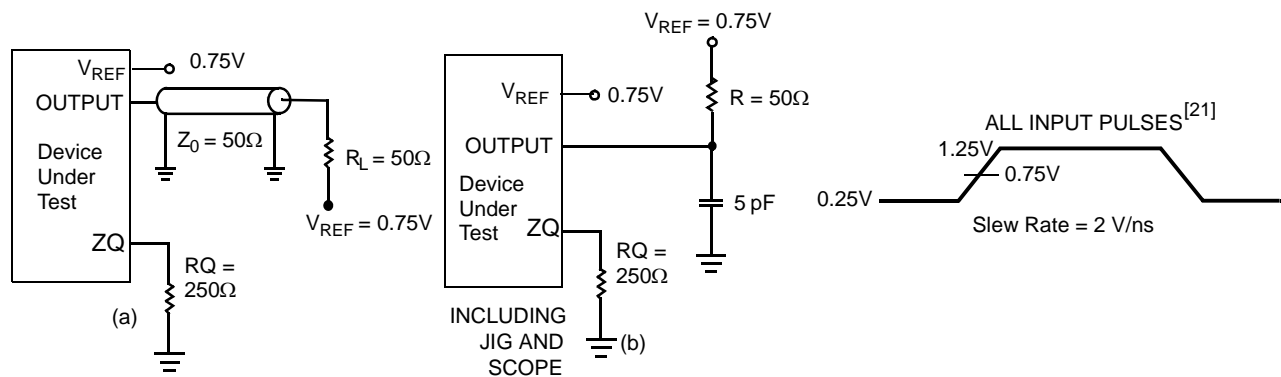 V_REF
0.75V
OUTPUT
Z_0 = 50Ω
Device
Under
Test
R_L = 50Ω
V_REF = 0.75V
ZQ
RQ =
250Ω
(a)
V_REF = 0.75V
V_REF
0.75V
R = 50Ω
OUTPUT
Device
Under
Test
5 pF
ZQ
RQ =
250Ω
INCLUDING
JIG AND
SCOPE
(b)
ALL INPUT PULSES[21]
1.25V
0.75V
0.25V
Slew Rate = 2 V/ns